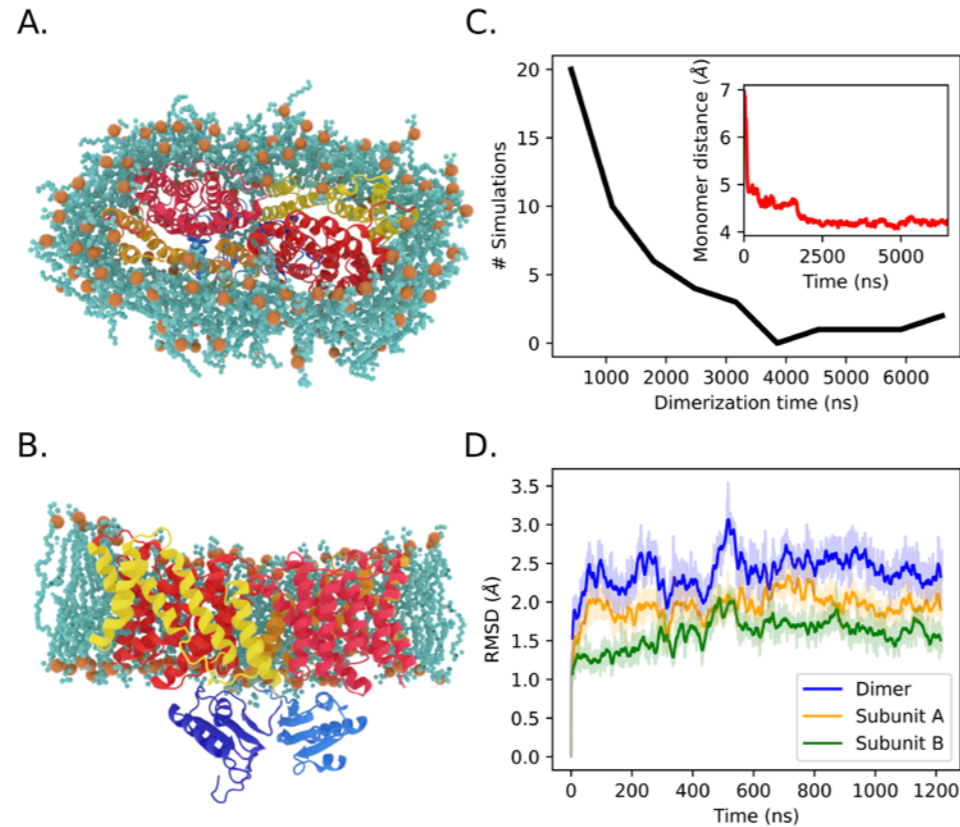 A.
B.
C.
20
15
10
5
0
# Simulations
1000 2000 3000 4000 5000 6000
Dimerization time (ns)
Monomer distance (Å)
7
6
5
4
2500 5000
Time (ns)
D.
3.5
3.0
2.5
2.0
1.5
1.0
0.5
0.0
RMSD (Å)
Dimer
Subunit A
Subunit B
0 200 400 600 800 1000 1200
Time (ns)